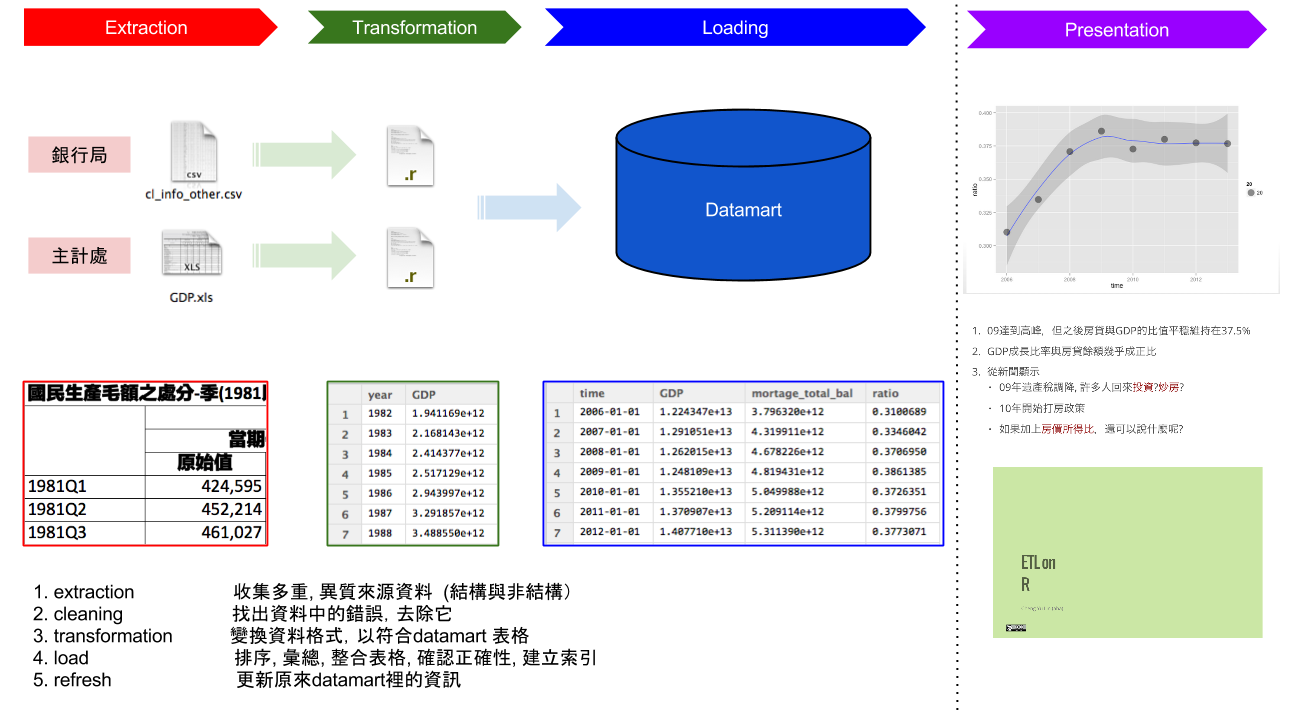 Extraction
Transformation
Loading
Presentation
銀行局
csv
cl_info_other.csv
.r
主計處
XLS
GDP.xls
.r
Datamart
0.400
0.375
0.350
0.325
0.300
ratio
2006
2008
2010
2012
time
20
20
1. 09達到高峰, 但之後房貸與GDP的比值平穩維持在37.5%
2. GDP成長比率與房貸餘額幾乎成正比
3. 從新聞顯示
• 09年遺產稅調降, 許多人回來投資?炒房?
• 10年開始打房政策
• 如果加上房價所得比, 還可以說什麼呢?
國民生產毛額之處分-季(1981
當期
原始值
1981Q1 424,595
1981Q2 452,214
1981Q3 461,027
year GDP
1 1982 1.941169e+12
2 1983 2.168143e+12
3 1984 2.414377e+12
4 1985 2.517129e+12
5 1986 2.943997e+12
6 1987 3.291857e+12
7 1988 3.488550e+12
time GDP mortage_total_bal ratio
1 2006-01-01 1.224347e+13 3.796320e+12 0.3100689
2 2007-01-01 1.291051e+13 4.319911e+12 0.3346042
3 2008-01-01 1.262015e+13 4.678226e+12 0.3706950
4 2009-01-01 1.248109e+13 4.819431e+12 0.3861385
5 2010-01-01 1.355210e+13 5.049988e+12 0.3726351
6 2011-01-01 1.370907e+13 5.209114e+12 0.3799756
7 2012-01-01 1.407710e+13 5.311390e+12 0.3773071
ETL on
R
1. extraction 收集多重, 異質來源資料 (結構與非結構）
2. cleaning 找出資料中的錯誤, 去除它
3. transformation 變換資料格式, 以符合datamart 表格
4. load 排序, 彙總, 整合表格, 確認正確性, 建立索引
5. refresh 更新原來datamart裡的資訊